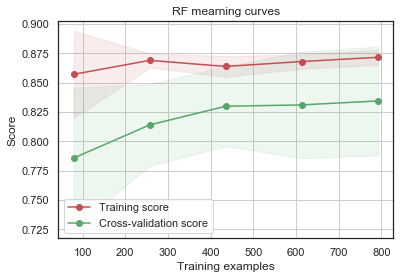 RF mearning curves
0.900
0.875
0.850
0.825
0.800
0.775
0.750
0.725
Score
Training score
Cross-validation score
100 200 300 400 500 600 700 800
Training examples